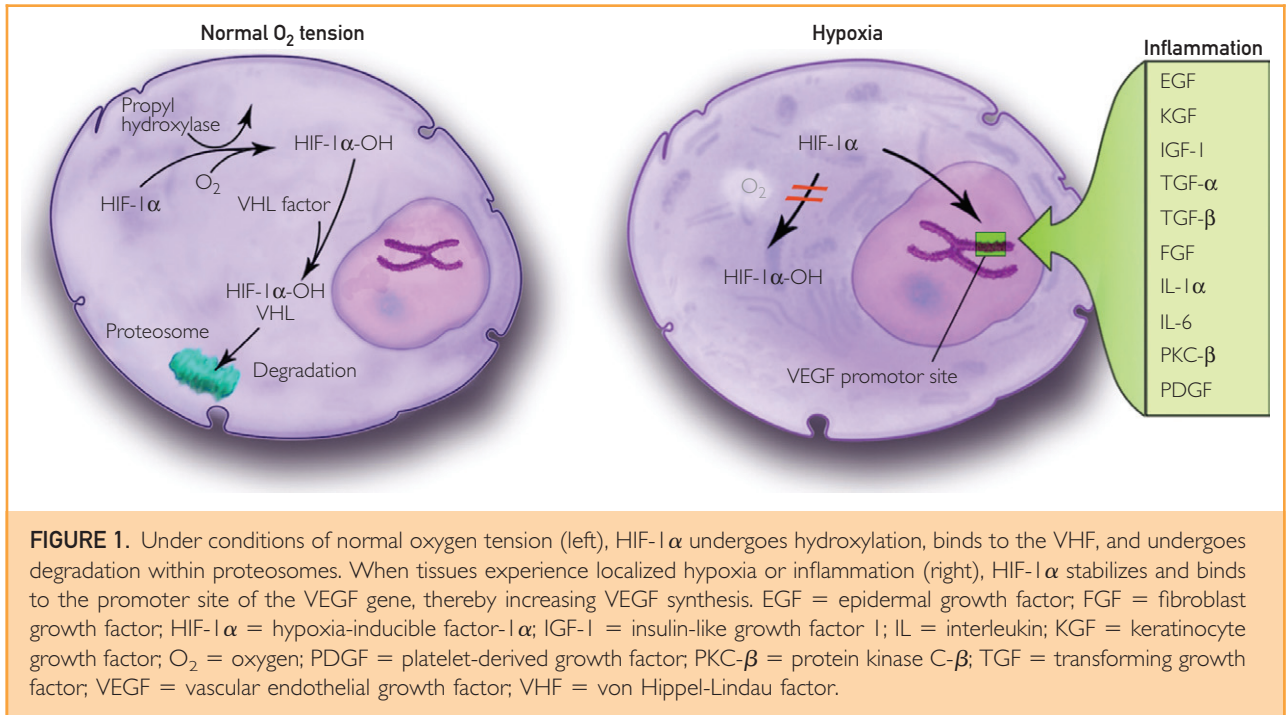 Normal O₂ tension
Propyl
hydroxylase
HIF-1α-OH
O₂
HIF-1α
VHL factor
HIF-1α-OH
VHL
Proteosome
Degradation
Hypoxia
HIF-1α
O₂
HIF-1α-OH
VEGF promotor site
Inflammation
EGF
KGF
IGF-1
TGF-α
TGF-β
FGF
IL-1α
IL-6
PKC-β
PDGF
FIGURE 1. Under conditions of normal oxygen tension (left), HIF-1α undergoes hydroxylation, binds to the VHF, and undergoes
degradation within proteosomes. When tissues experience localized hypoxia or inflammation (right), HIF-1α stabilizes and binds
to the promoter site of the VEGF gene, thereby increasing VEGF synthesis. EGF = epidermal growth factor; FGF = fibroblast
growth factor; HIF-1α = hypoxia-inducible factor-1α; IGF-1 = insulin-like growth factor 1; IL = interleukin; KGF = keratinocyte
growth factor; O₂ = oxygen; PDGF = platelet-derived growth factor; PKC-β = protein kinase C-β; TGF = transforming growth
factor; VEGF = vascular endothelial growth factor; VHF = von Hippel-Lindau factor.